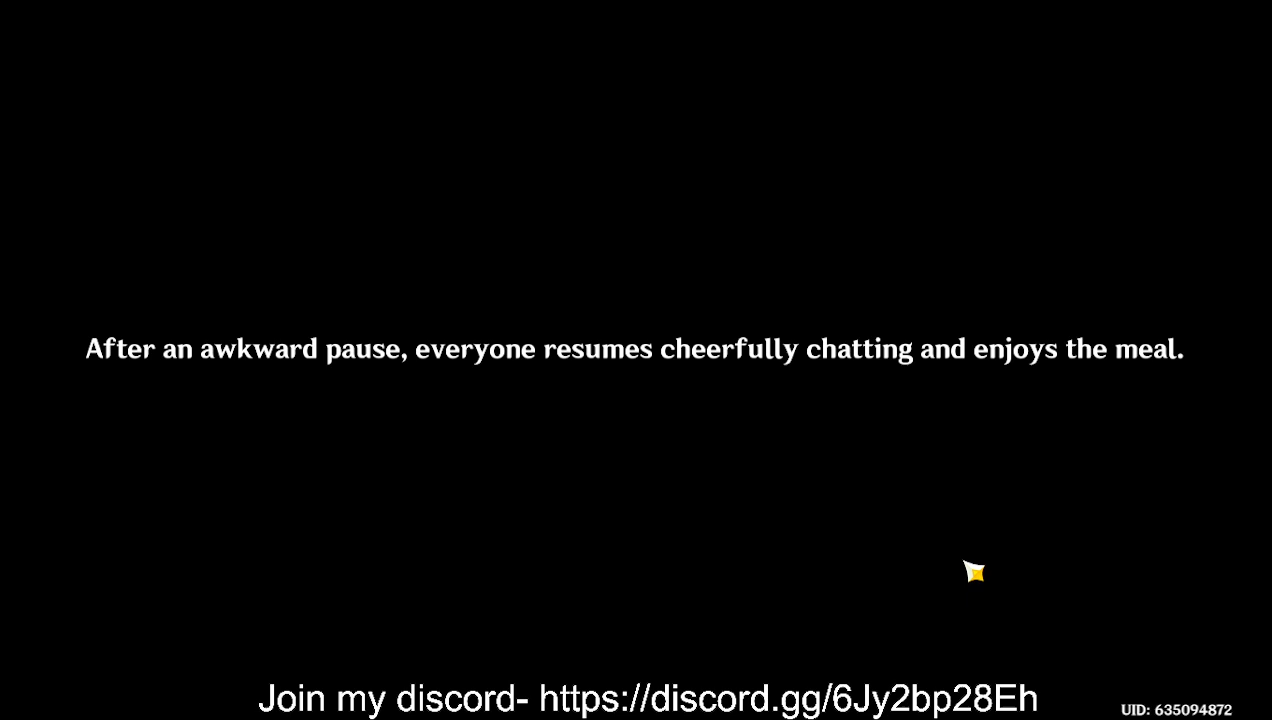 After an awkward pause, everyone resumes cheerfully chatting and enjoys the meal.
Join my discord- https://discord.gg/6Jy2bp28Eh
UID: 635094872